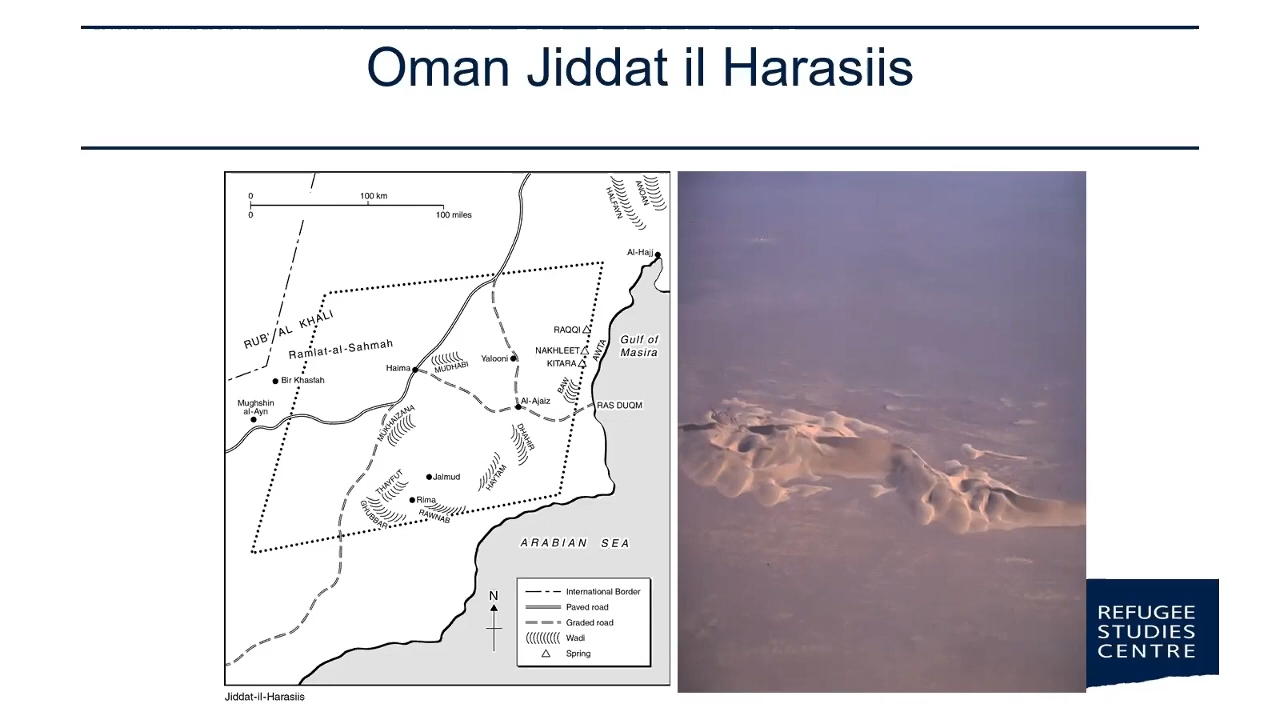 Oman Jiddat il Harasiis
0
100 km
0
100 miles
HALFAYN
ANDAN
Al-Hajj
RUB' AL KHALI
Ramlat-al-Sahmah
RAQQI
NAKHLEET
KITARA
AWTA
Gulf of
Masira
Haima
MUDHABI
Yalooni
Bir Khasfah
Mughshin
al-Ayn
BAW
Al-Ajaiz
RAS DUQM
MUKHAIZANA
DHAHIR
HAYTAM
THAYFUT
Jalmud
Rima
GHUBBAR
RAWNAB
ARABIAN SEA
N
International Border
Paved road
Graded road
Wadi
Spring
Jiddat-il-Harasiis
REFUGEE
STUDIES
CENTRE